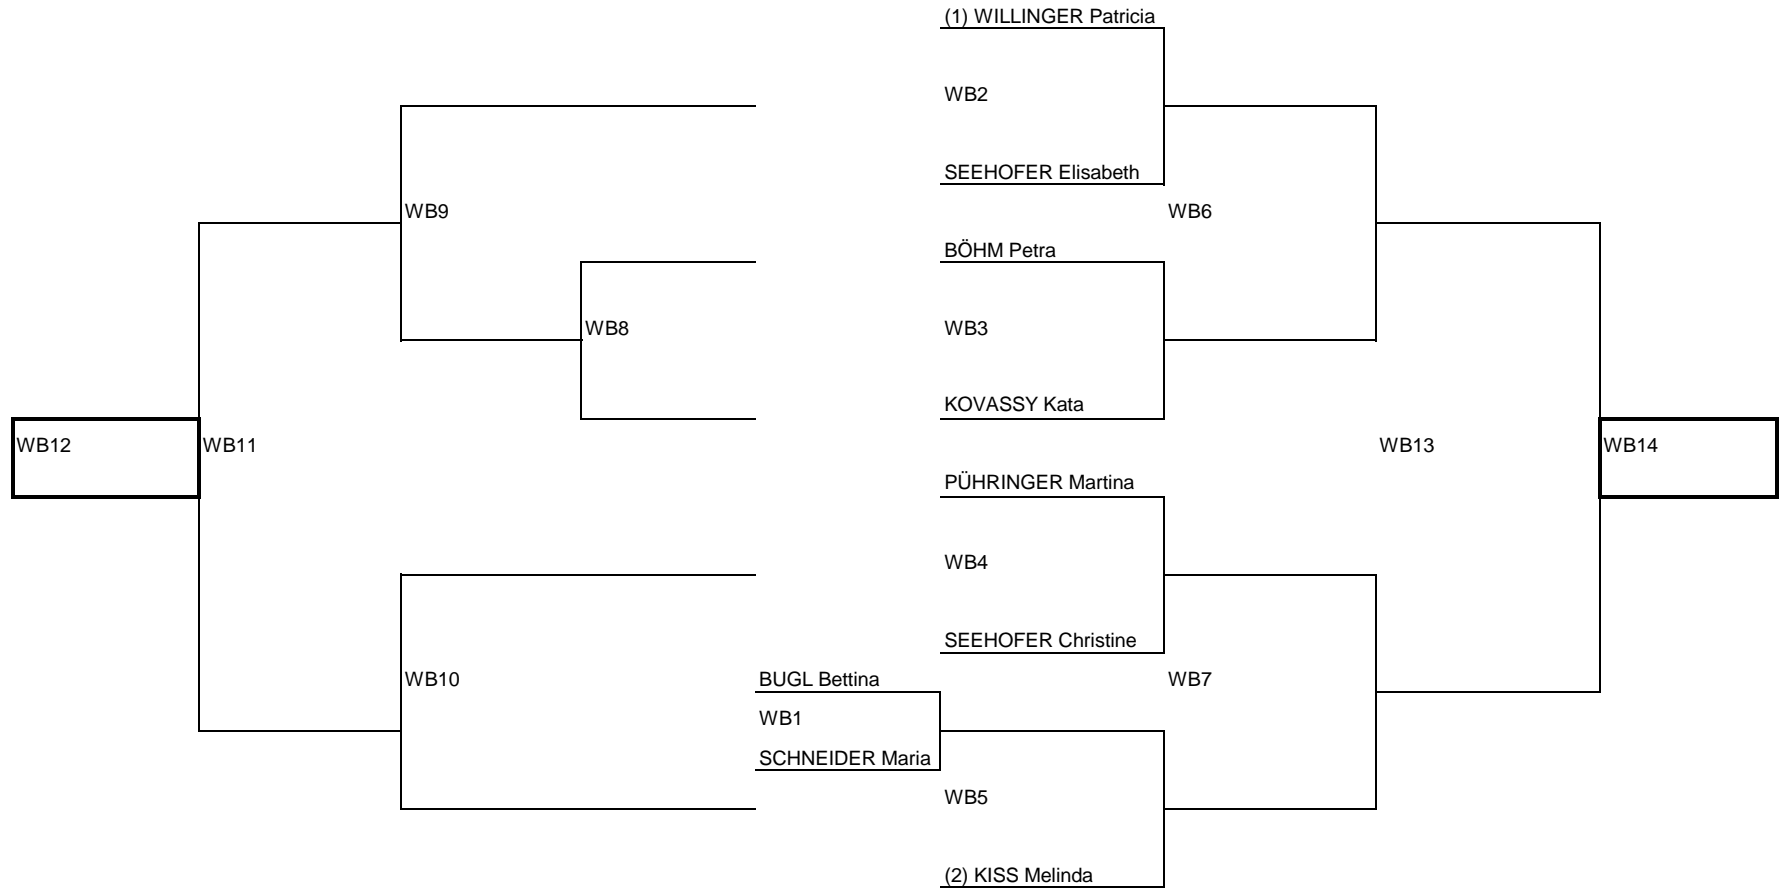 (1) WILLINGER Patricia
WB2
SEEHOFER Elisabeth
WB9
WB6
BÖHM Petra
WB8
WB3
KOVASSY Kata
WB12
WB11
WB13
WB14
PÜHRINGER Martina
WB4
SEEHOFER Christine
WB10
BUGL Bettina
WB7
WB1
SCHNEIDER Maria
WB5
(2) KISS Melinda